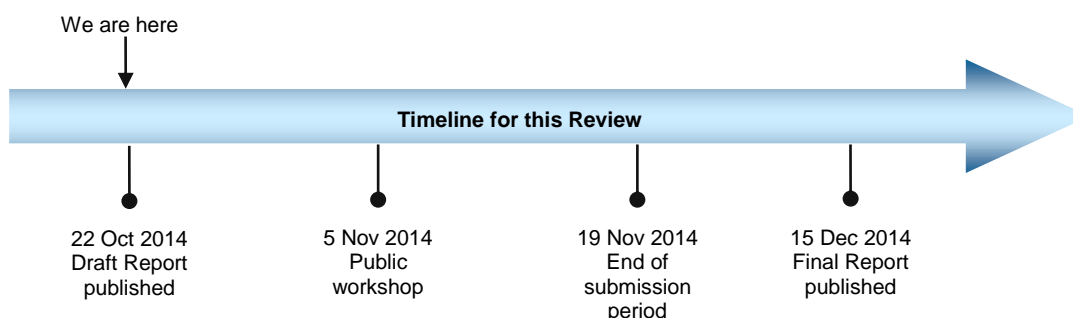 We are here
Timeline for this Review
22 Oct 2014
Draft Report
published
5 Nov 2014
Public
workshop
19 Nov 2014
End of
submission
period
15 Dec 2014
Final Report
published